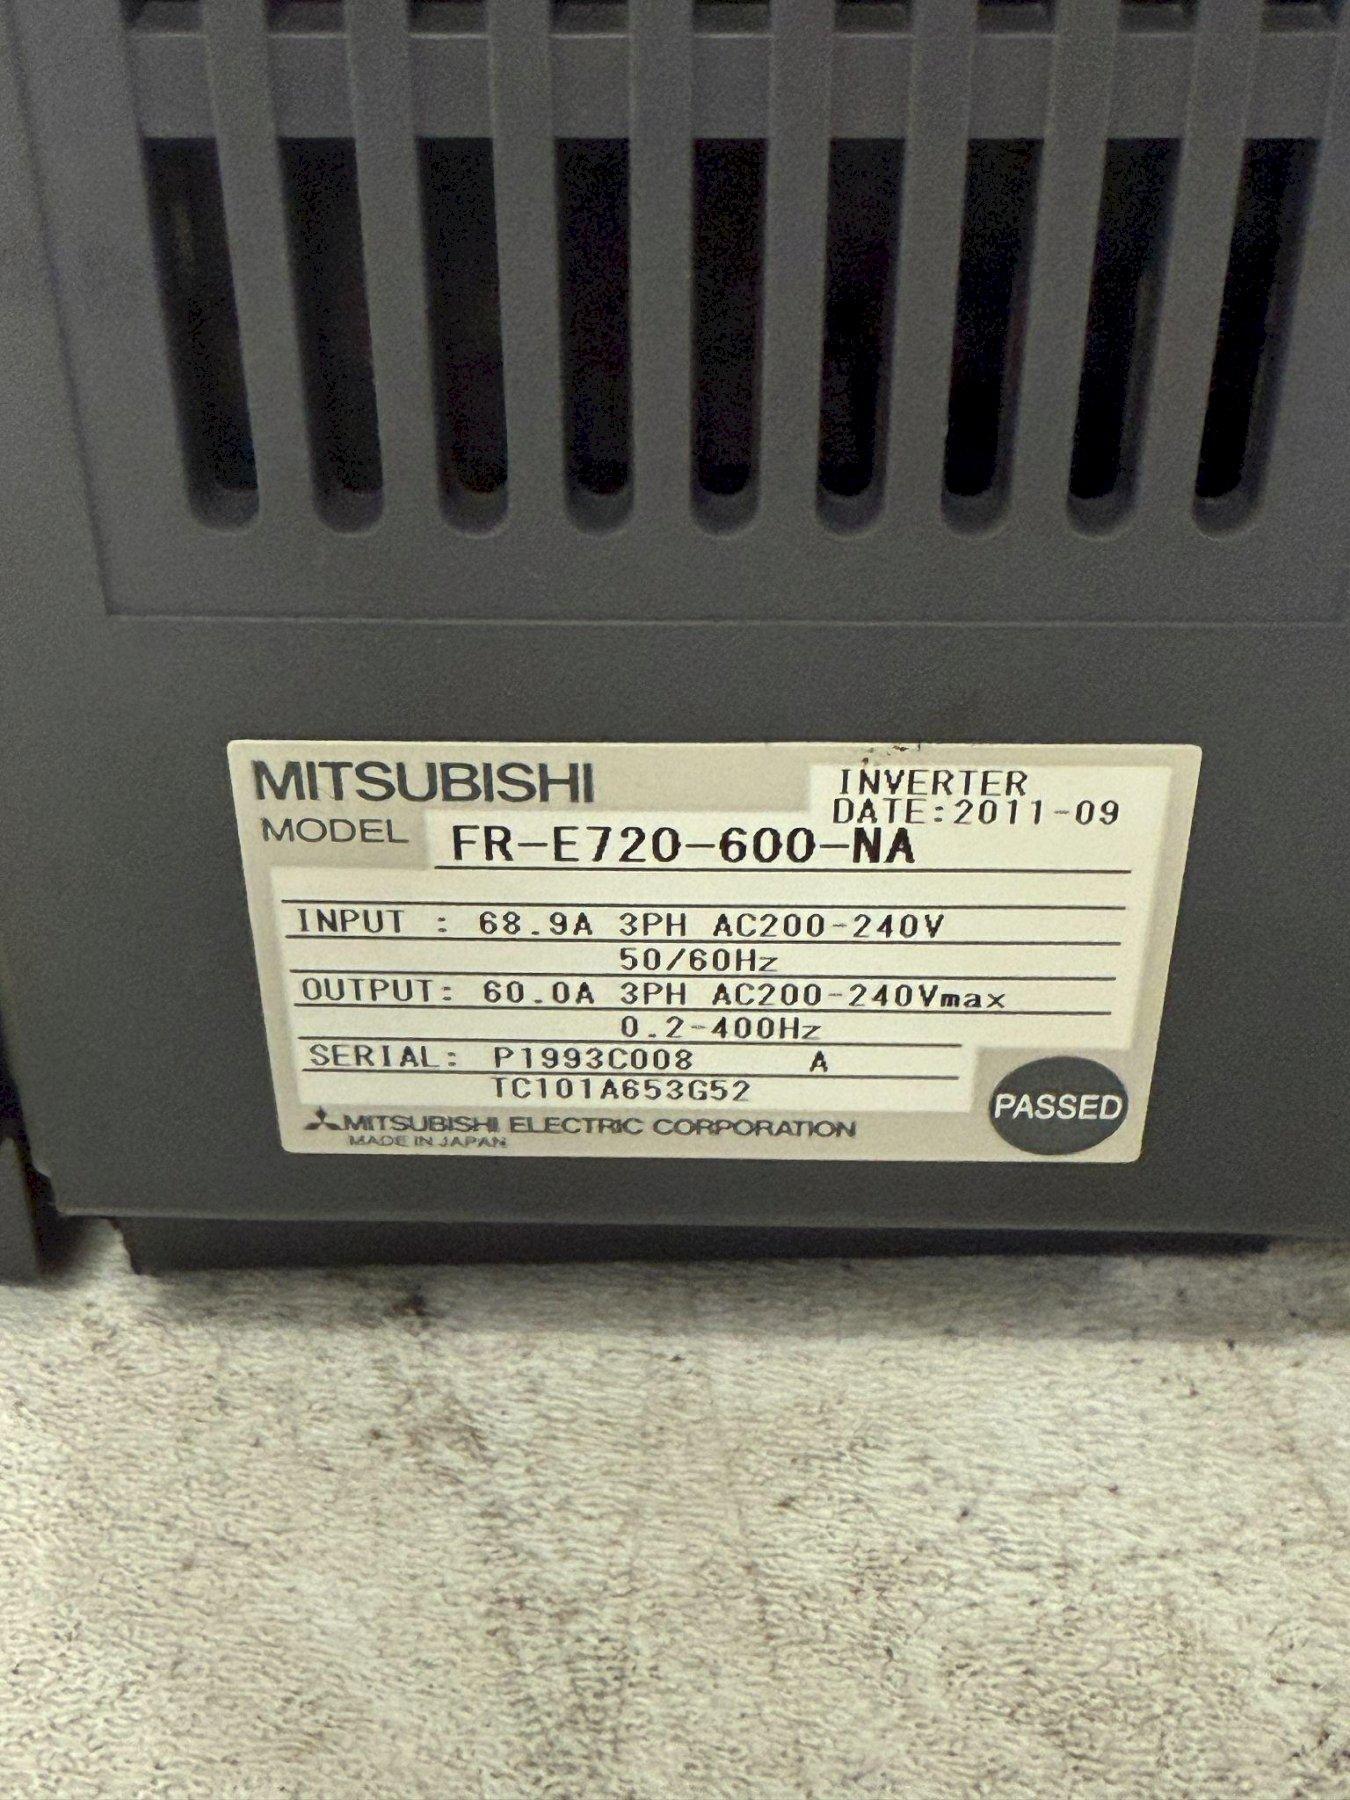 MITSUBISHI
INVERTER
DATE:2011-09
MODEL FR-E720-600-NA
INPUT : 68.9A 3PH AC200-240V
50/60Hz
OUTPUT: 60.0A 3PH AC200-240Vmax
0.2-400Hz
SERIAL: P1993C008 A
TC101A653G52
PASSED
MITSUBISHI ELECTRIC CORPORATION
MADE IN JAPAN